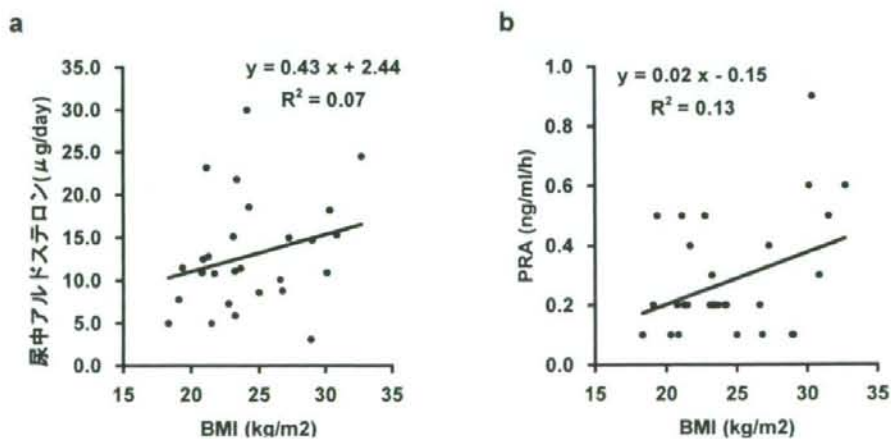 a
y = 0.43 x + 2.44
R² = 0.07
尿中アルドステロン(μg/day)
35.0
30.0
25.0
20.0
15.0
10.0
5.0
0.0
15 20 25 30 35
BMI (kg/m2)
b
y = 0.02 x - 0.15
R² = 0.13
PRA (ng/ml/h)
1.0
0.8
0.6
0.4
0.2
0.0
15 20 25 30 35
BMI (kg/m2)